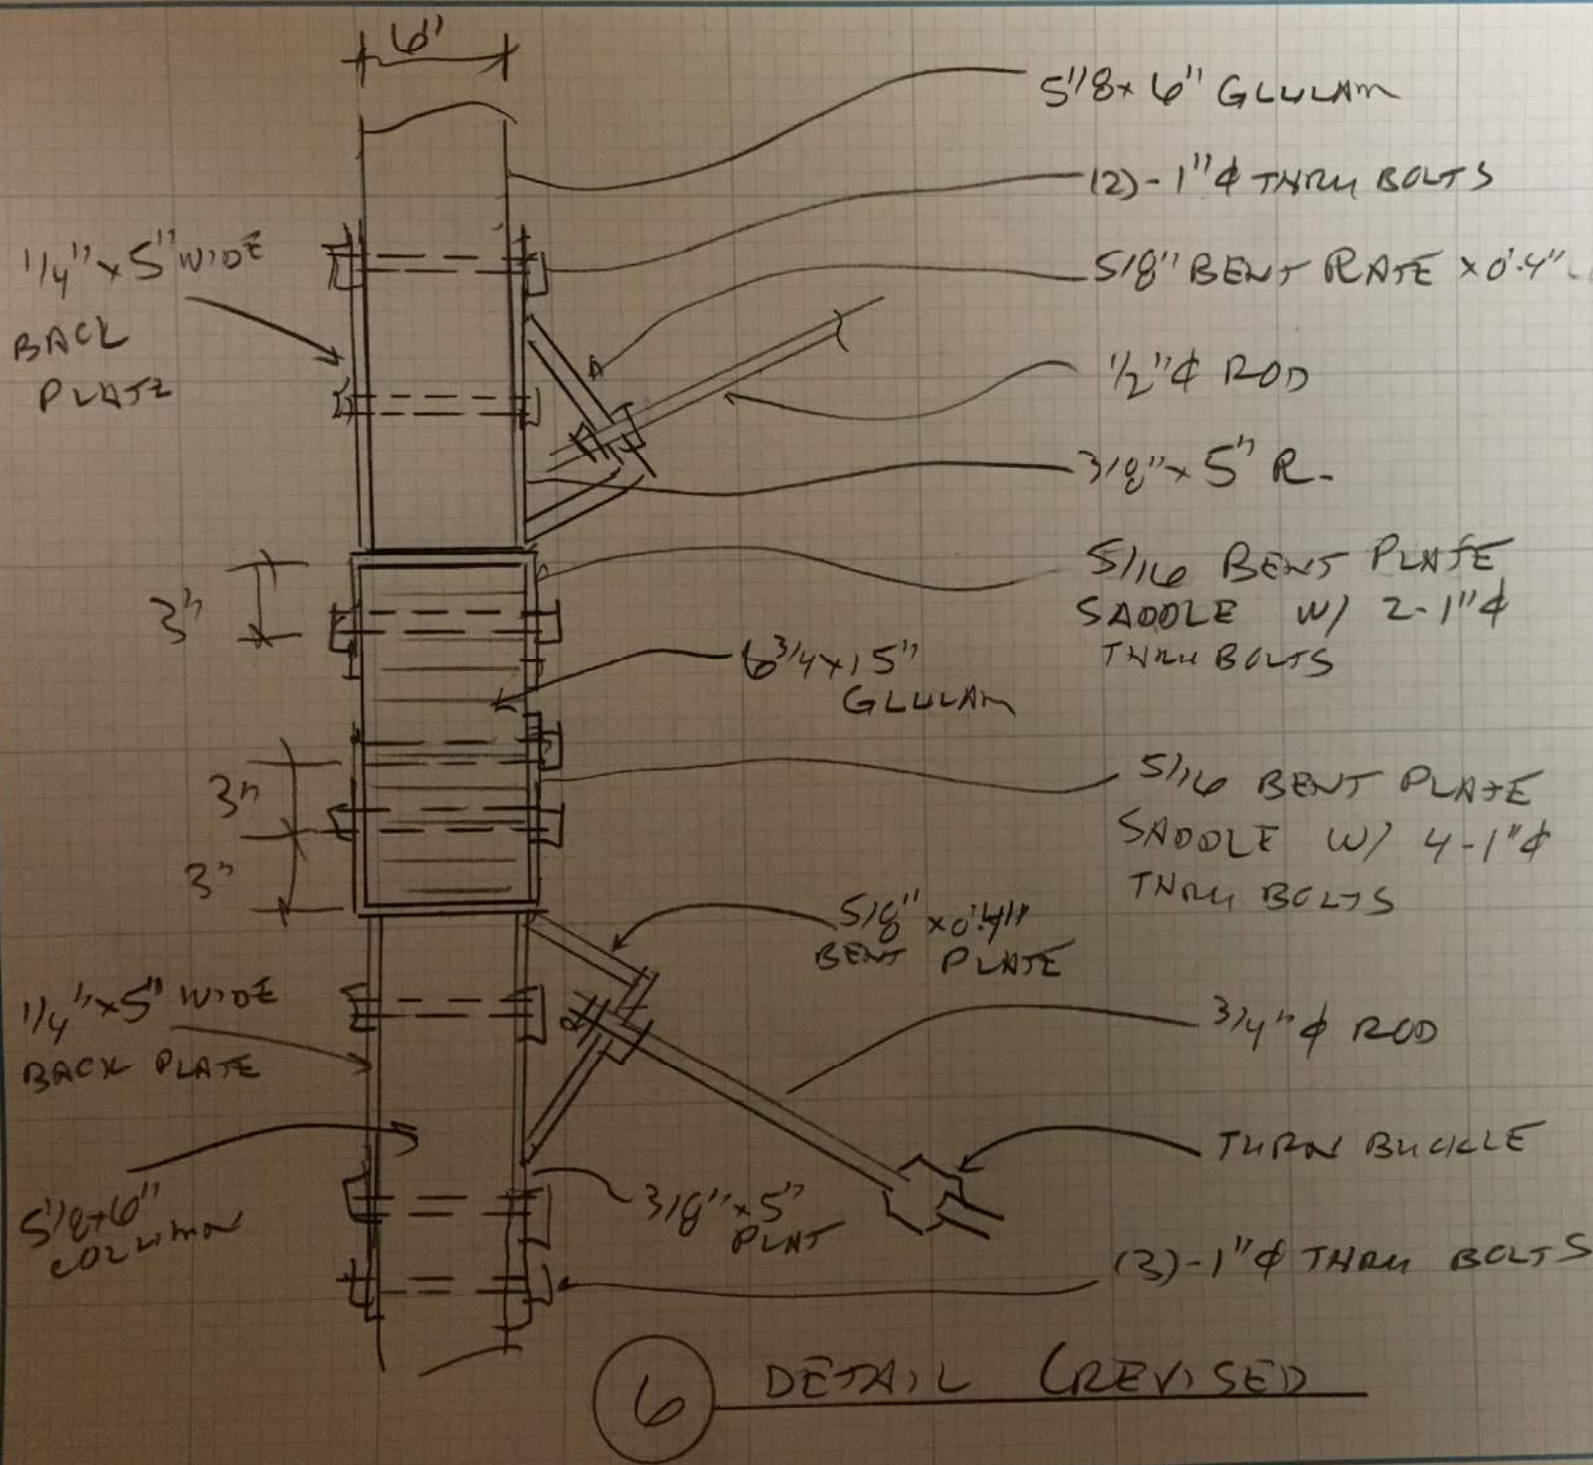 6"
5 1/8 x 6" GLULAM
(2)-1"¢ THRU BOLTS
1/4" x 5" WIDE
BACK
PLATE
5/8" BENT PLATE x 0'.4"
1/2"¢ ROD
3/8" x 5" PL.
3"
5/16 BENT PLATE
SADDLE W/ 2-1"¢
THRU BOLTS
6 3/4 x 15"
GLULAM
3"
5/16 BENT PLATE
SADDLE W/ 4-1"¢
THRU BOLTS
3"
5/8" x 0'.4"
BENT PLATE
1/4" x 5" WIDE
BACK PLATE
3/4"¢ ROD
TURN BUCKLE
5 1/8 x 6"
COLUMN
3/8" x 5"
PLAT
(3)-1"¢ THRU BOLTS
6 DETAIL (REVISED